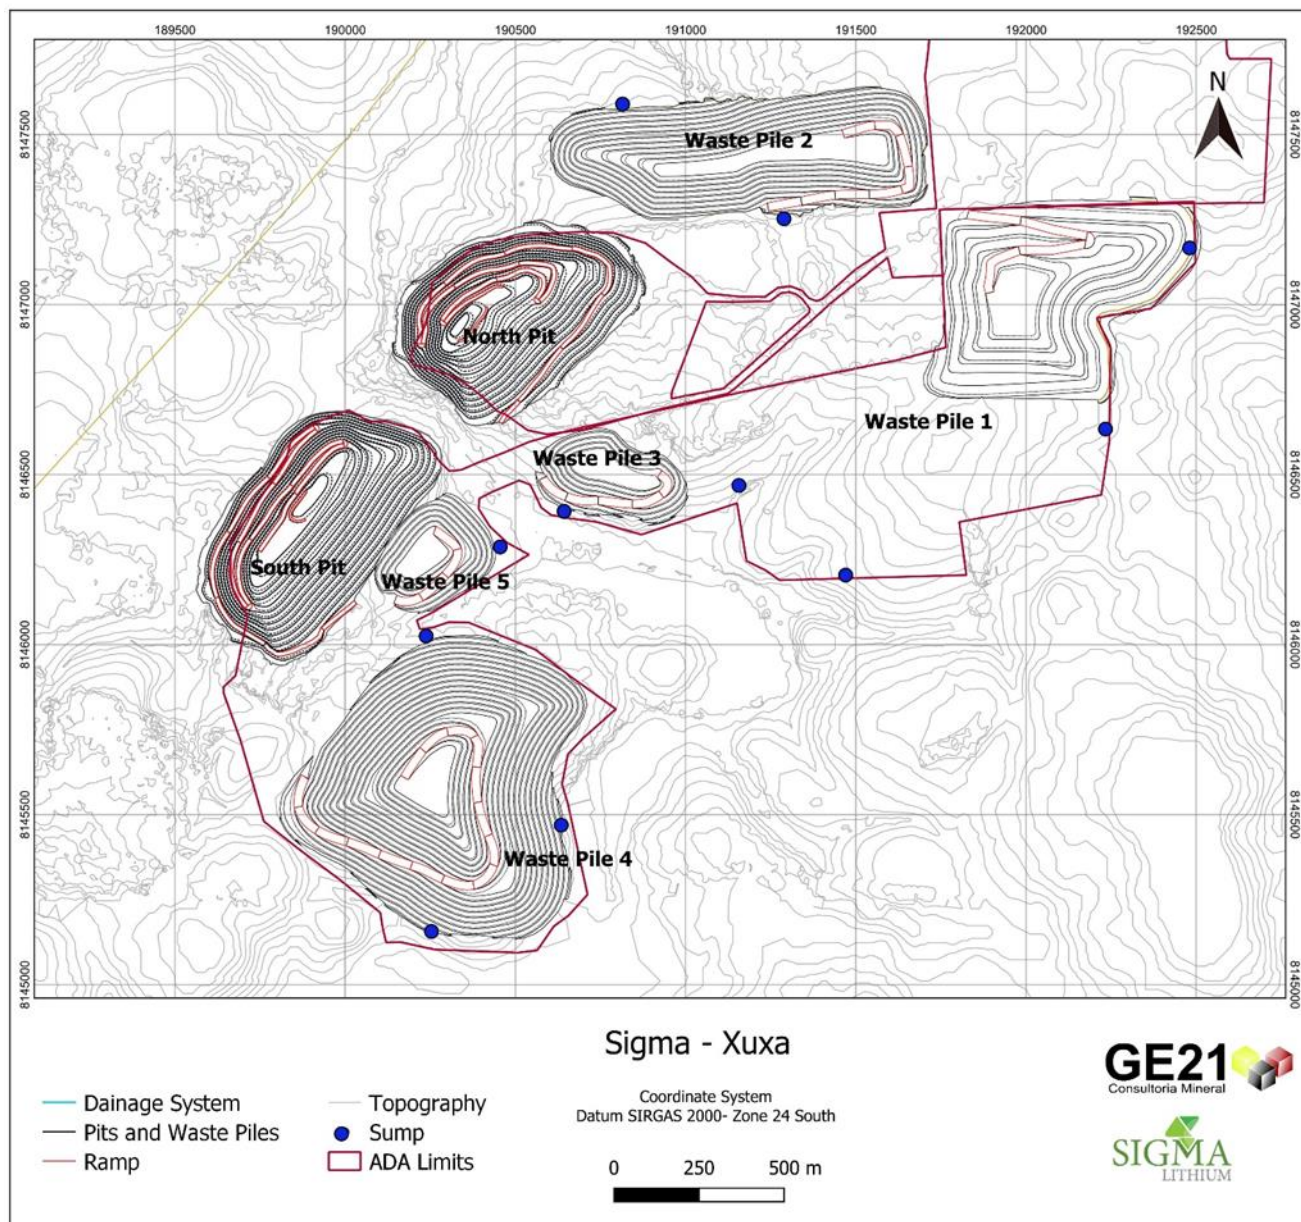 189500 190000 190500 191000 191500 192000 192500
N
8147500 8147500
Waste Pile 2
8147000 8147000
North Pit
Waste Pile 1
Waste Pile 3
8146500 8146500
South Pit
Waste Pile 5
8146000 8146000
8145500 8145500
Waste Pile 4
8145000 8145000
Sigma - Xuxa
Dainage System
Pits and Waste Piles
Ramp
Topography
Sump
ADA Limits
Coordinate System
Datum SIRGAS 2000- Zone 24 South
0 250 500 m
GE21
Consultoria Mineral
SIGMA
LITHIUM